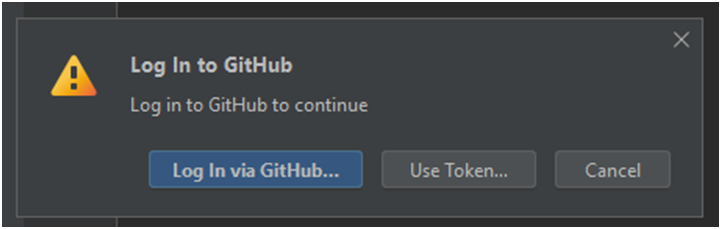 Log In to GitHub
Log in to GitHub to continue
Log In via GitHub... Use Token... Cancel